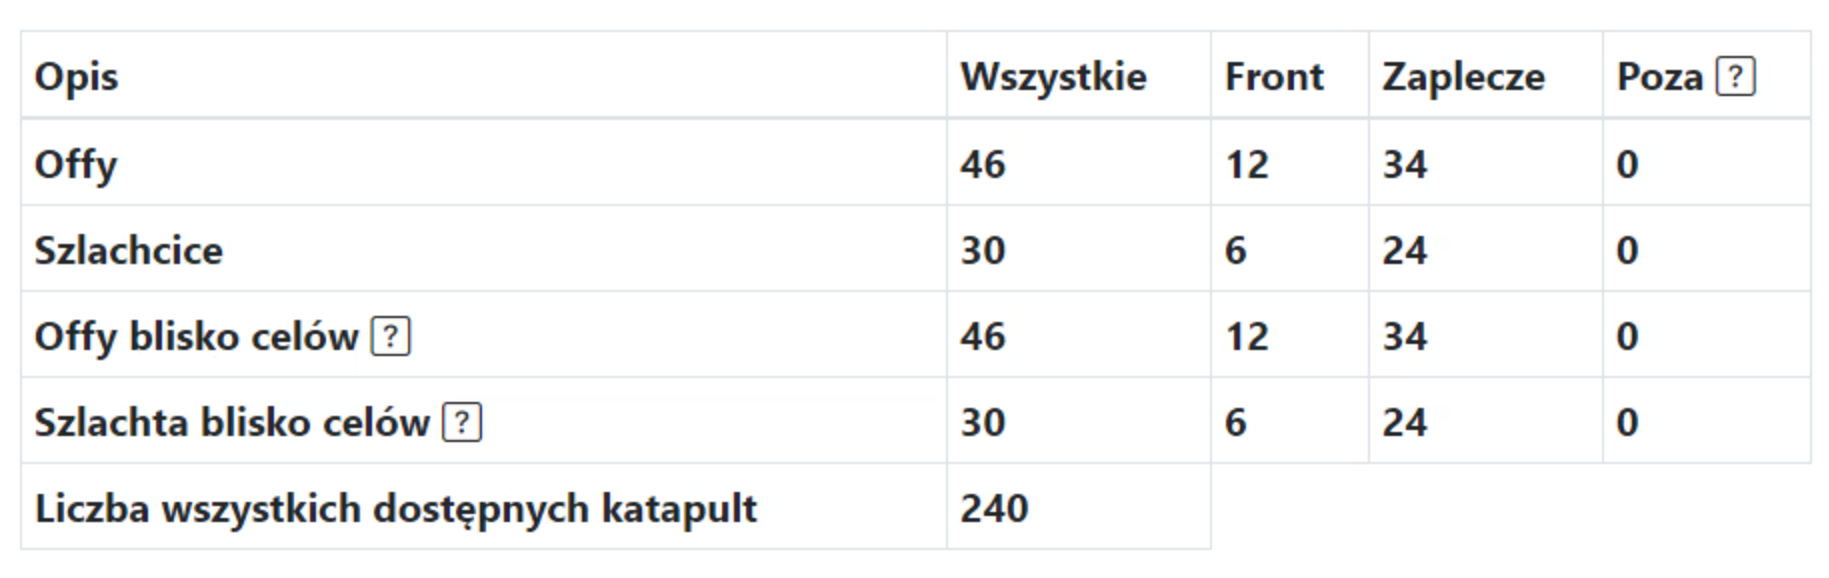 Opis Wszystkie Front Zaplecze Poza ?
Offy 46 12 34 0
Szlachcice 30 6 24 0
Offy blisko celów ? 46 12 34 0
Szlachta blisko celów ? 30 6 24 0
Liczba wszystkich dostępnych katapult 240